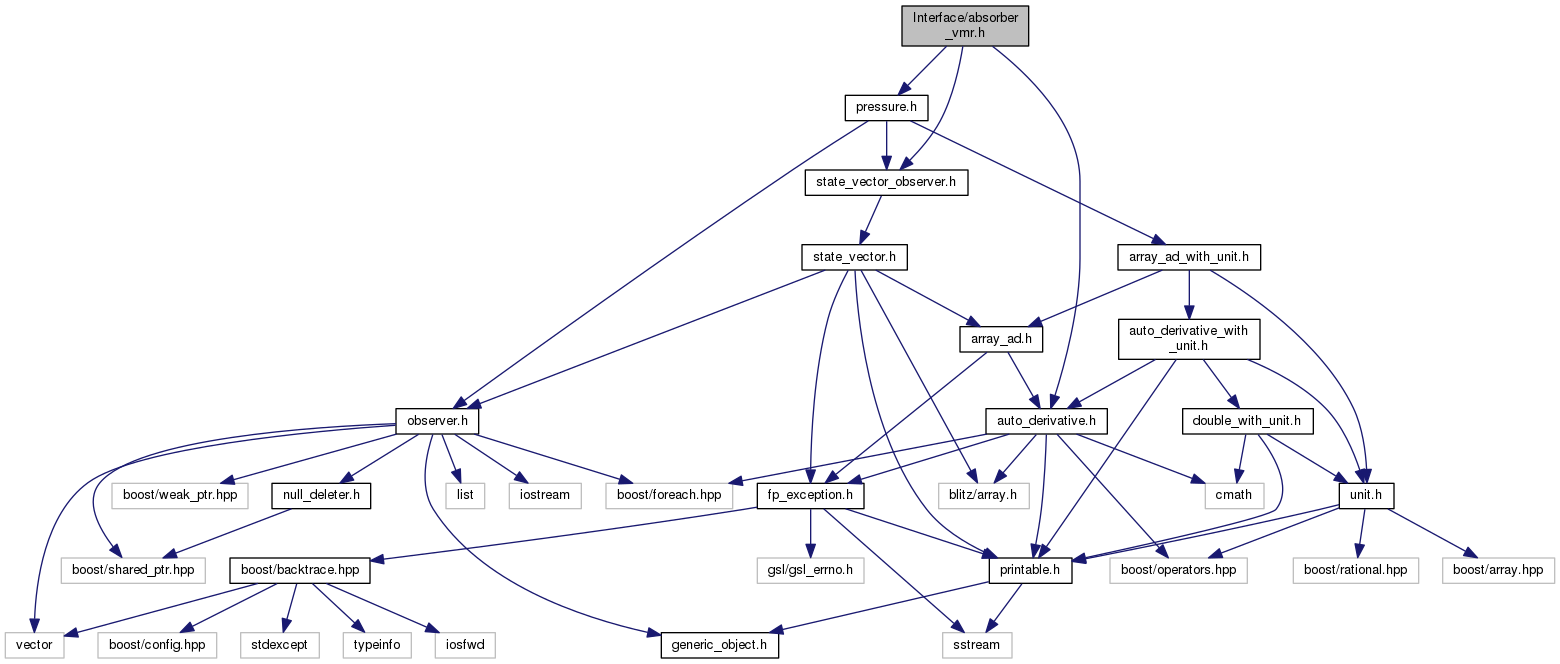 Interface/absorber
_vmr.h
pressure.h
state_vector_observer.h
state_vector.h
array_ad_with_unit.h
array_ad.h
auto_derivative_with
_unit.h
observer.h
auto_derivative.h
double_with_unit.h
boost/weak_ptr.hpp
null_deleter.h
list
iostream
boost/foreach.hpp
fp_exception.h
blitz/array.h
cmath
unit.h
boost/shared_ptr.hpp
boost/backtrace.hpp
gsl/gsl_errno.h
printable.h
boost/operators.hpp
boost/rational.hpp
boost/array.hpp
vector
boost/config.hpp
stdexcept
typeinfo
iosfwd
generic_object.h
sstream